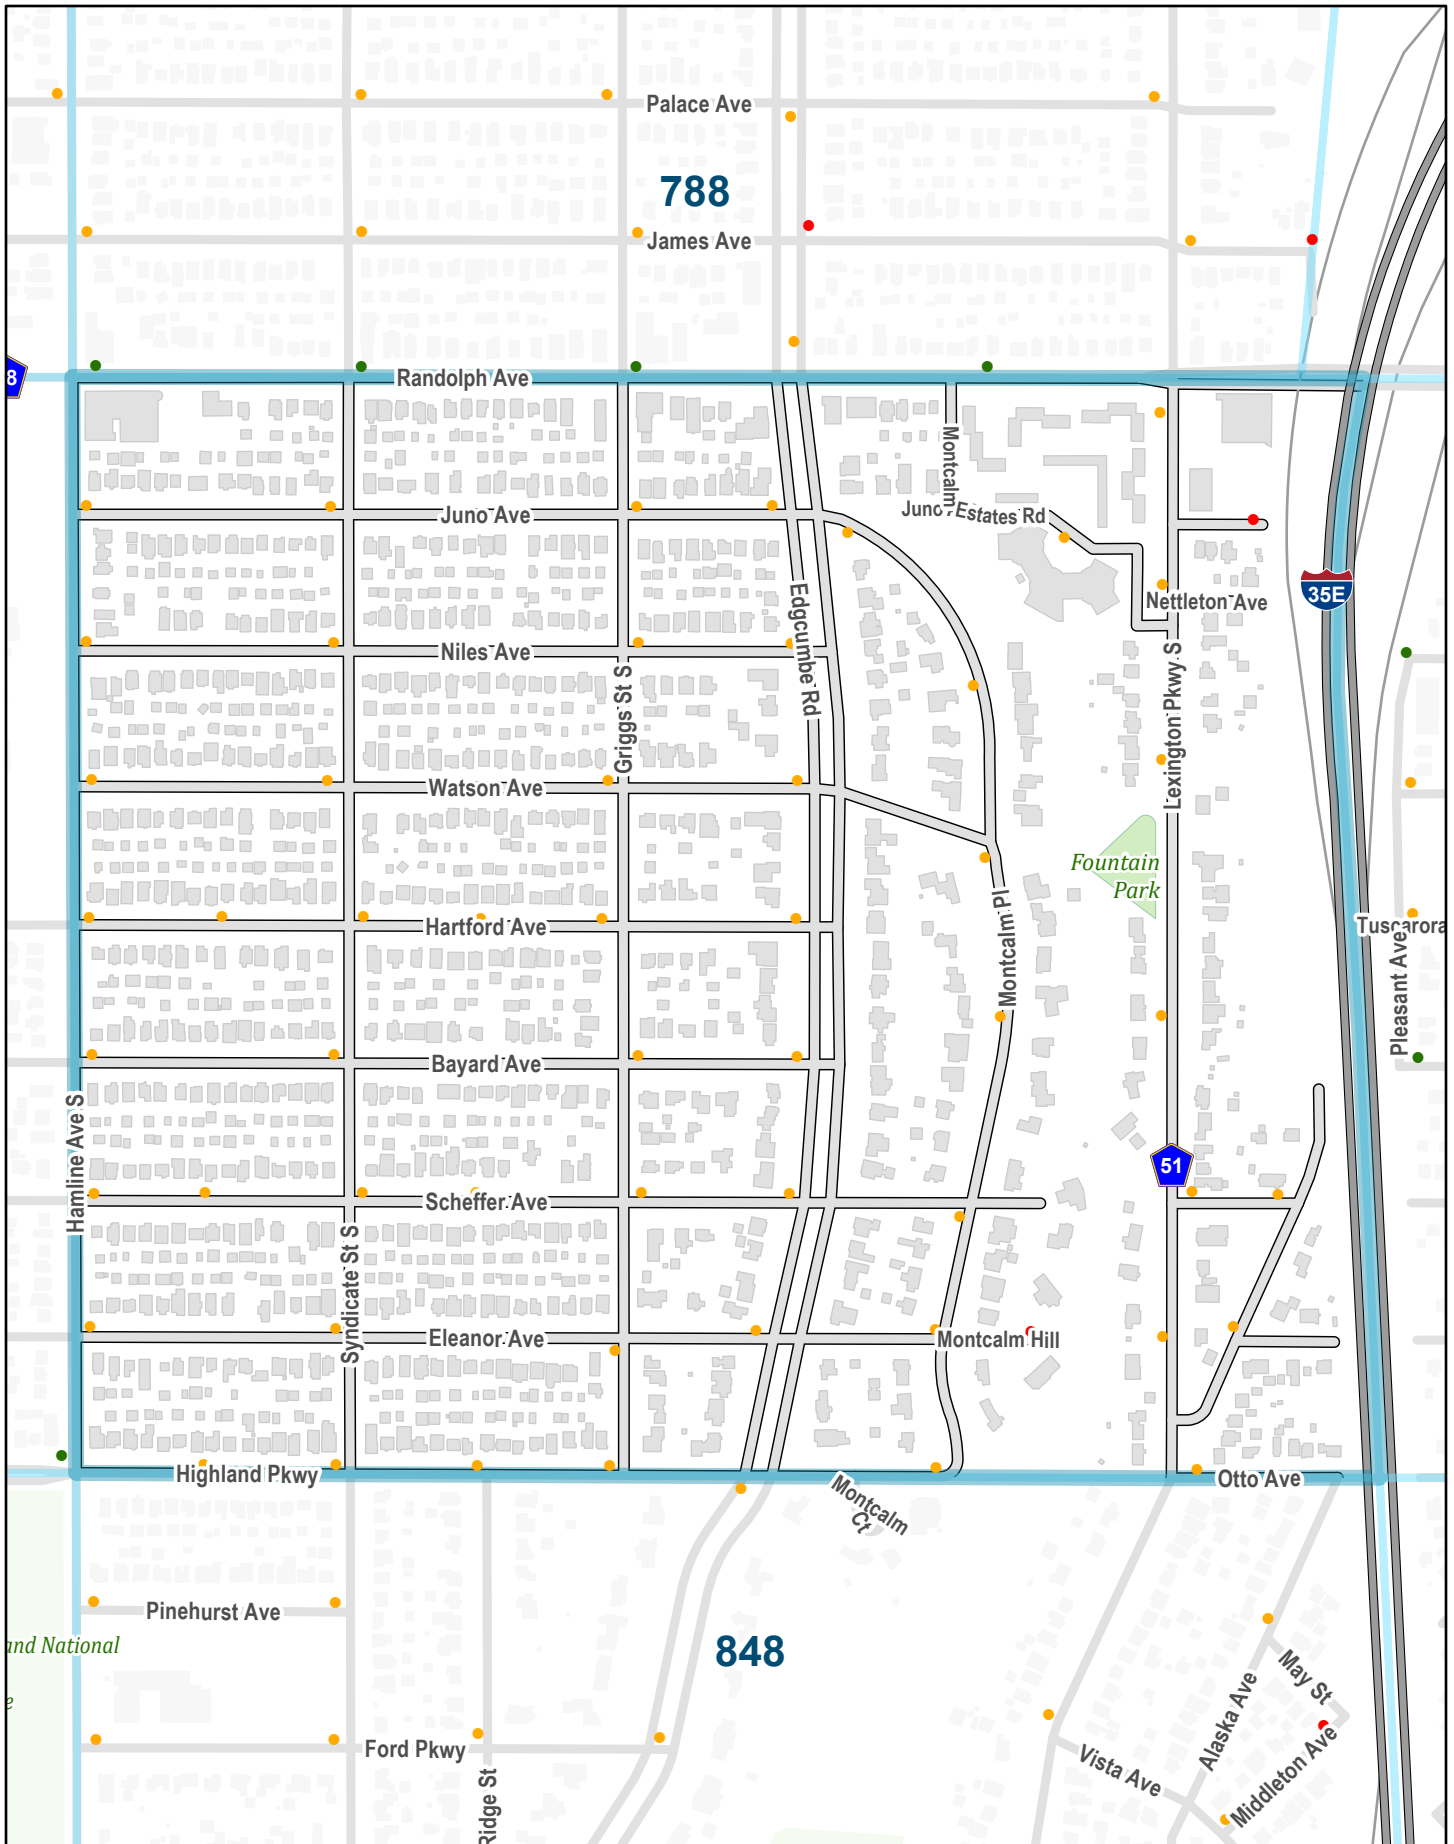 Palace Ave
788
James Ave
8
Randolph Ave
Montcalm
Juno
Estates Rd
Juno Ave
35E
Edgcumbe Rd
Nettleton Ave
Niles Ave
Griggs St S
Lexington Pkwy S
Watson Ave
Fountain
Park
Montcalm Pl
Hartford Ave
Tuscarora
Pleasant Ave
Bayard Ave
Hamline Ave S
51
Scheffer Ave
Syndicate St S
Eleanor Ave
Montcalm Hill
Highland Pkwy
Otto Ave
Montcalm
Ct
Pinehurst Ave
and National
e
848
May St
Alaska Ave
Ford Pkwy
Vista Ave
Middleton Ave
Ridge St